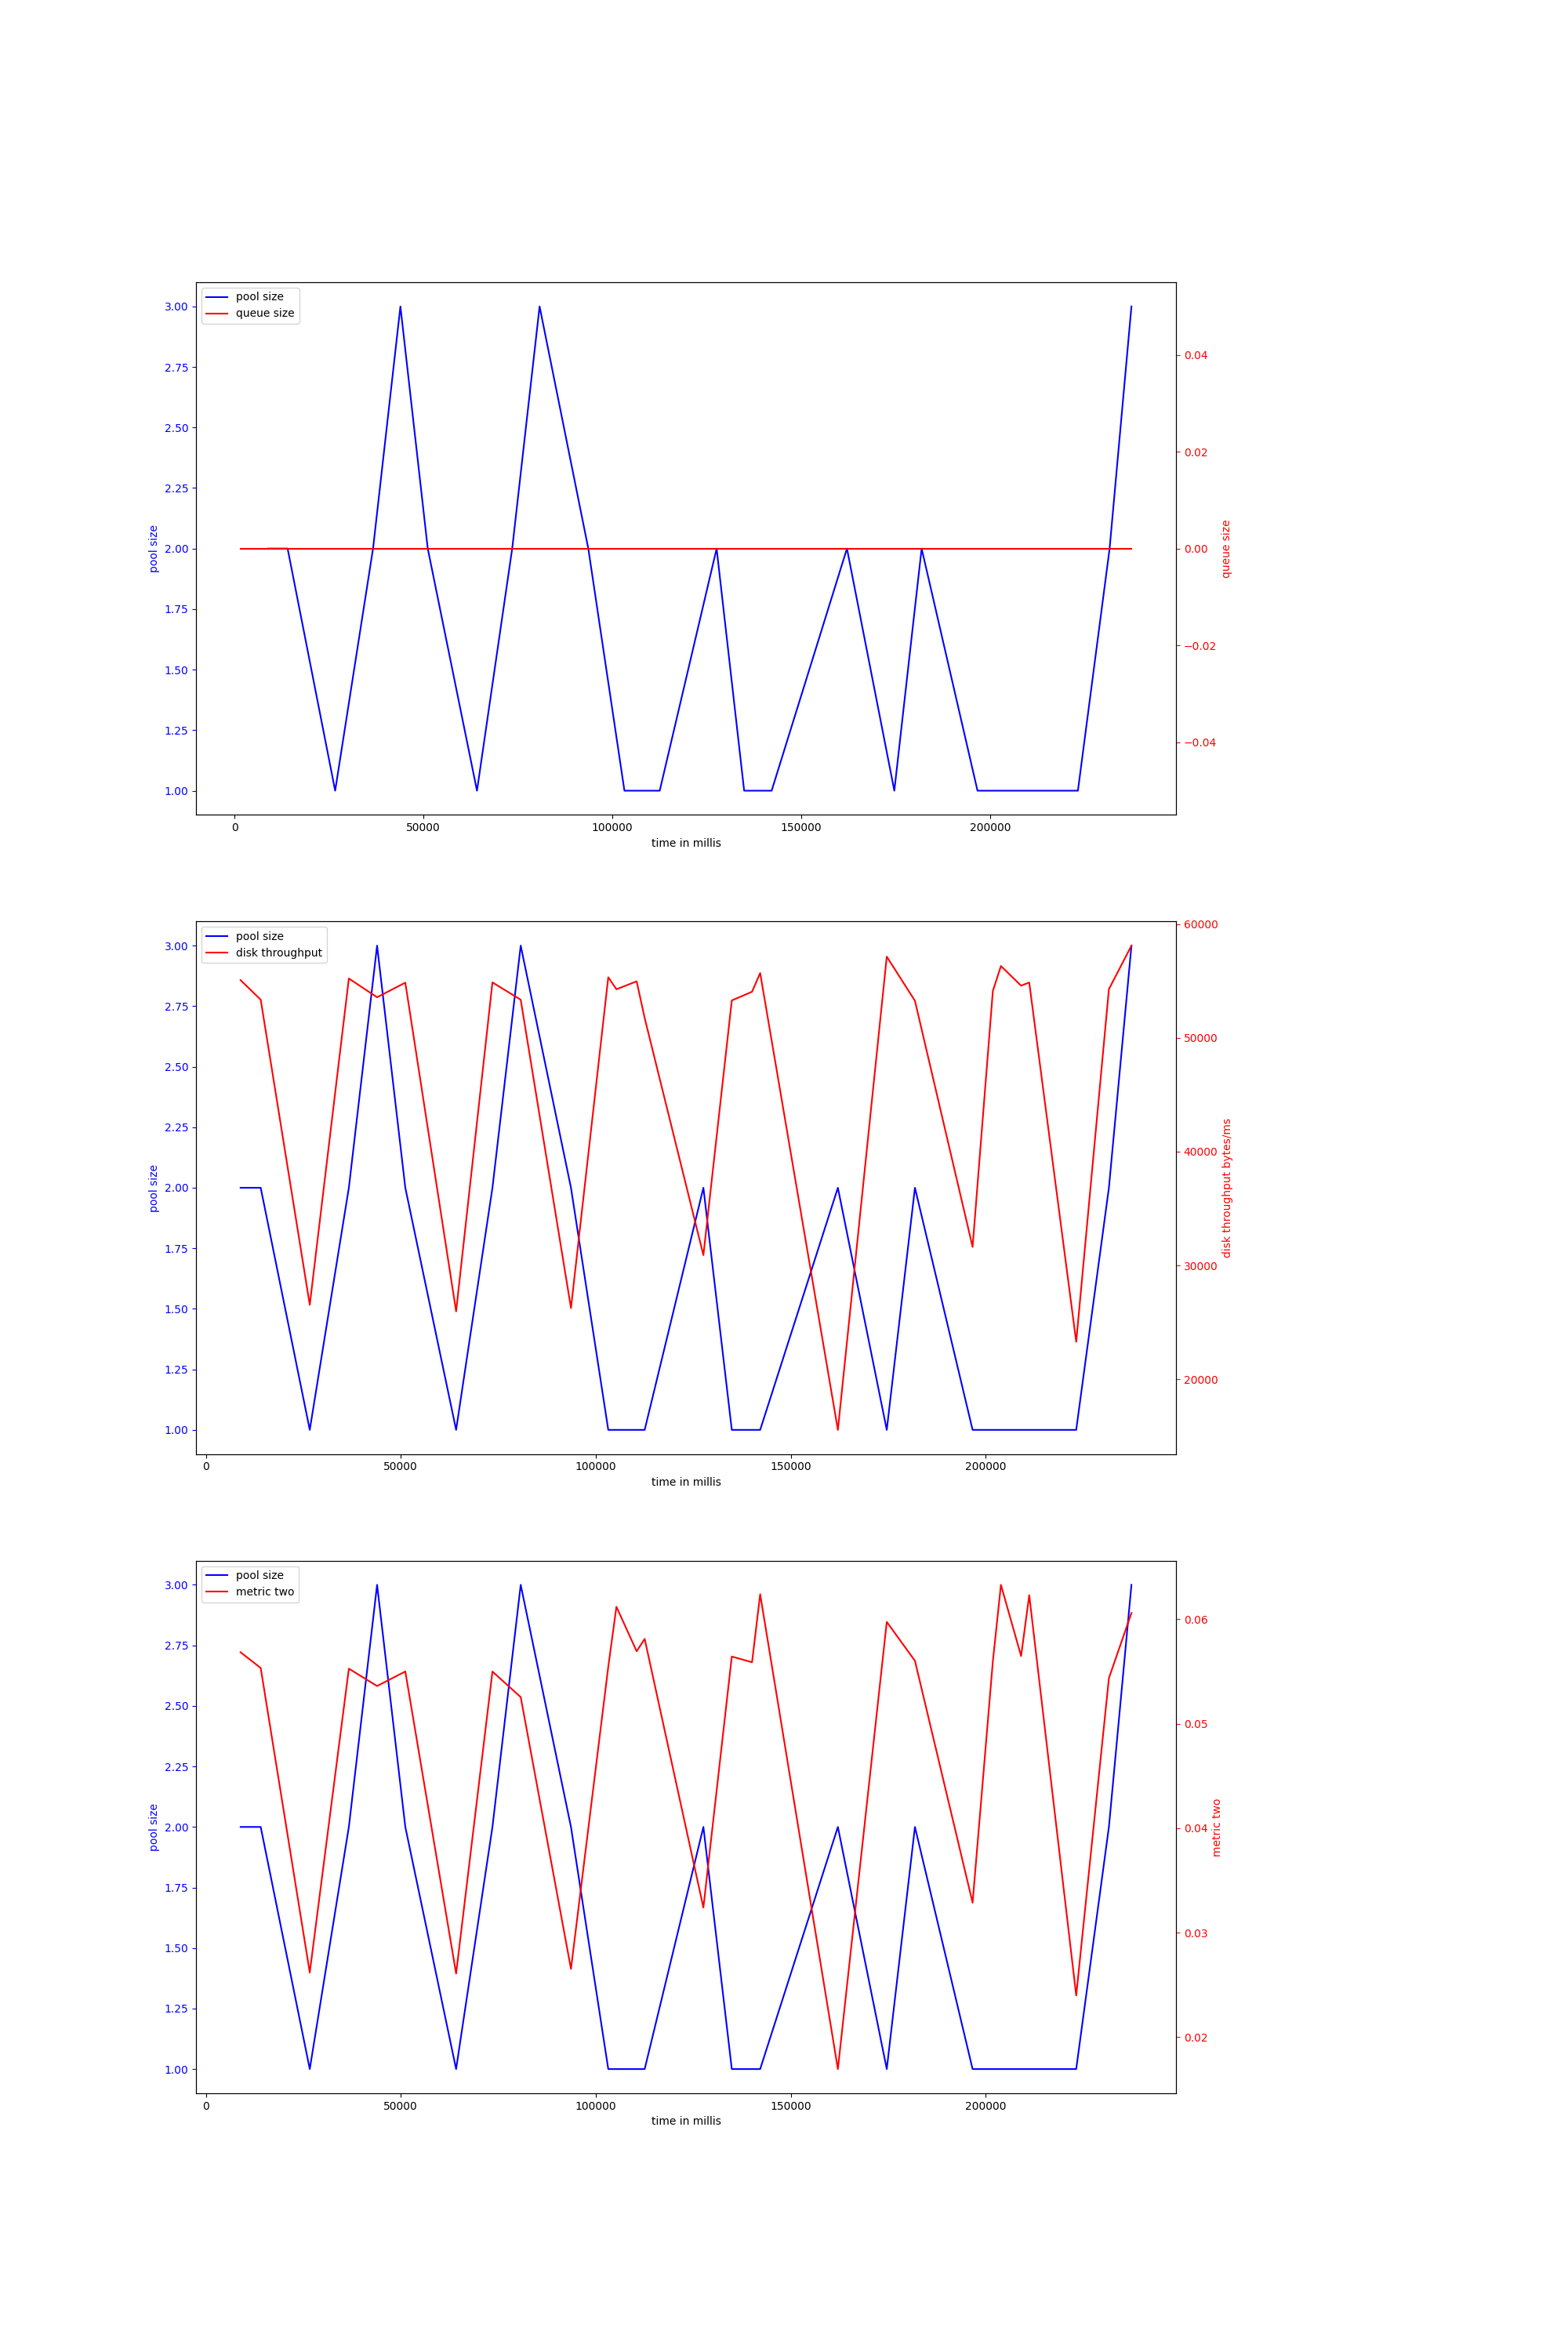 pool size
queue size
3.00
2.75
2.50
2.25
2.00
1.75
1.50
1.25
1.00
pool size
0.04
0.02
0.00
−0.02
−0.04
queue size
0 50000 100000 150000 200000
time in millis
pool size
disk throughput
3.00
2.75
2.50
2.25
2.00
1.75
1.50
1.25
1.00
pool size
60000
50000
40000
30000
20000
disk throughput bytes/ms
0 50000 100000 150000 200000
time in millis
pool size
metric two
3.00
2.75
2.50
2.25
2.00
1.75
1.50
1.25
1.00
pool size
0.06
0.05
0.04
0.03
0.02
metric two
0 50000 100000 150000 200000
time in millis